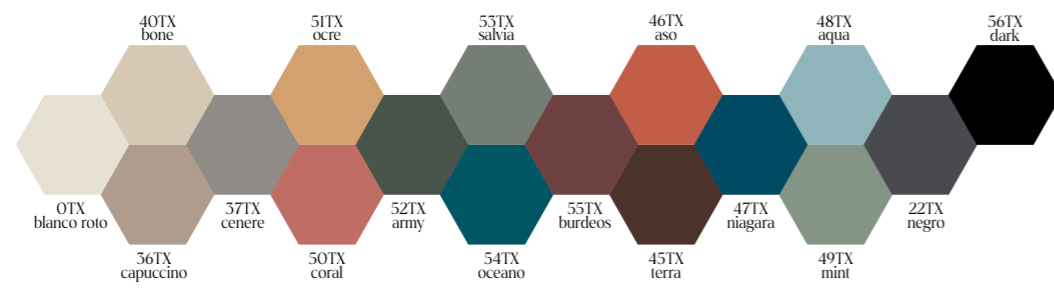 40TX
bone
51TX
ocre
53TX
salvia
46TX
aso
48TX
aqua
56TX
dark
0TX
blanco roto
37TX
cenere
52TX
army
55TX
burdeos
47TX
niagara
22TX
negro
36TX
capuccino
50TX
coral
54TX
oceano
45TX
terra
49TX
mint